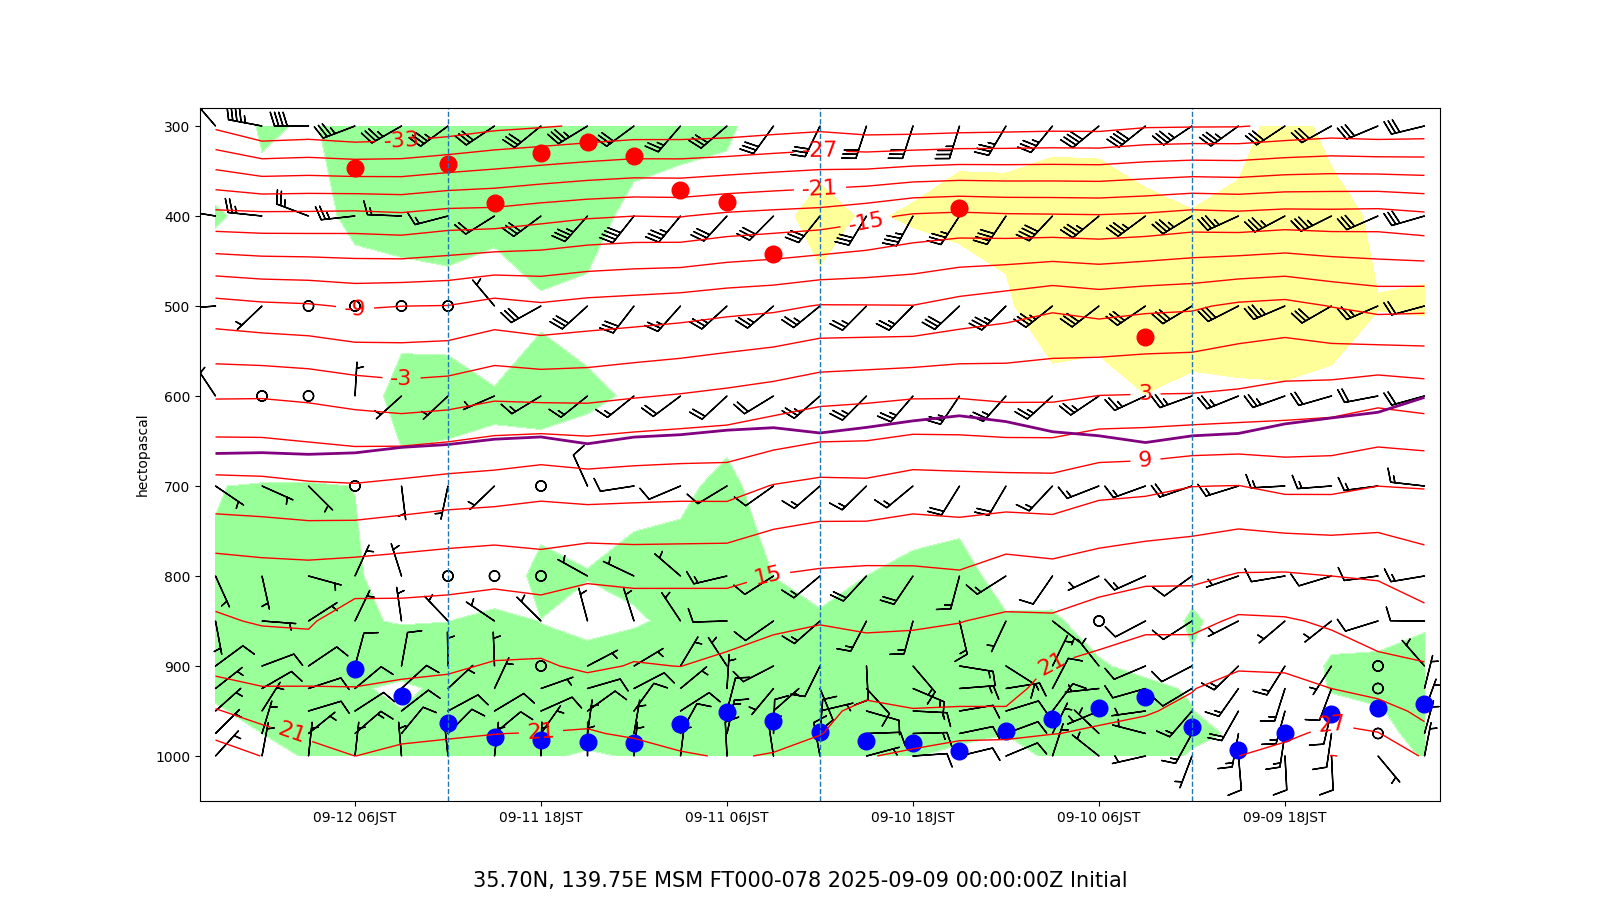 300
400
500
600
700
800
900
1000
hectopascal
-33
-27
-21
-15
-9
-3
3
9
15
21
21
21
27
09-12 06JST
09-11 18JST
09-11 06JST
09-10 18JST
09-10 06JST
09-09 18JST
35.70N, 139.75E MSM FT000-078 2025-09-09 00:00:00Z Initial